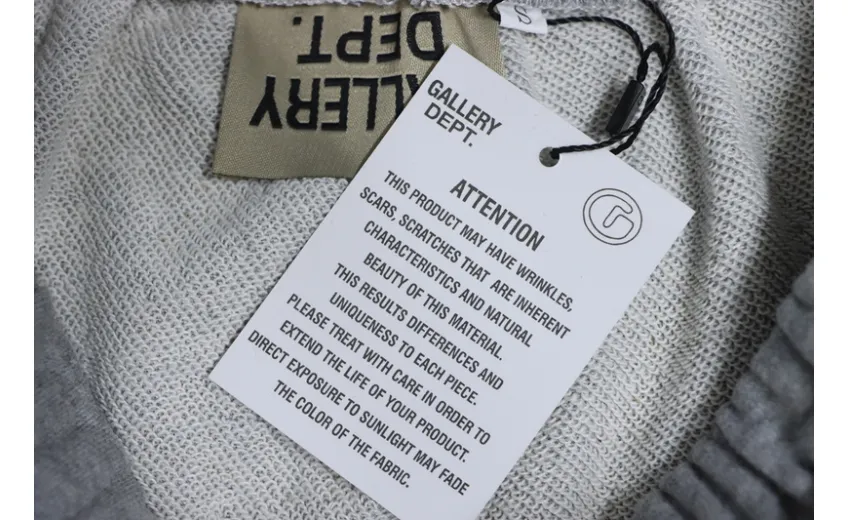 GALLERY
DEPT.
S
GALLERY
DEPT.
ATTENTION
THIS PRODUCT MAY HAVE WRINKLES,
SCARS, SCRATCHES THAT ARE INHERENT
CHARACTERISTICS AND NATURAL
BEAUTY OF THIS MATERIAL.
THIS RESULTS DIFFERENCES AND
UNIQUENESS TO EACH PIECE.
PLEASE TREAT WITH CARE IN ORDER TO
EXTEND THE LIFE OF YOUR PRODUCT.
DIRECT EXPOSURE TO SUNLIGHT MAY FADE
THE COLOR OF THE FABRIC.